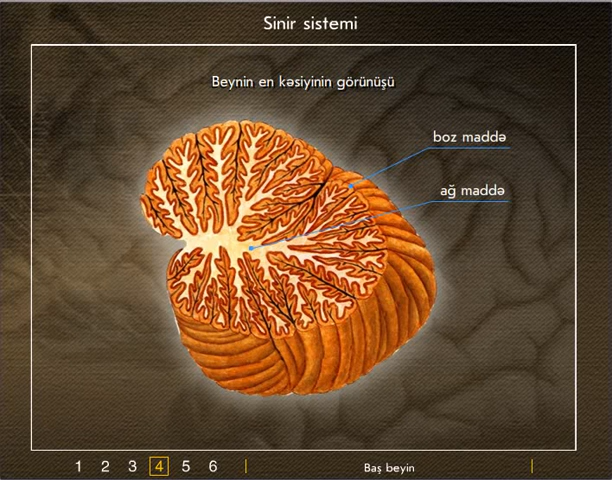 Sinir sistemi
Beynin en kəsiyinin görünüşü
boz maddə
ağ maddə
1 2 3 4 5 6
Baş beyin